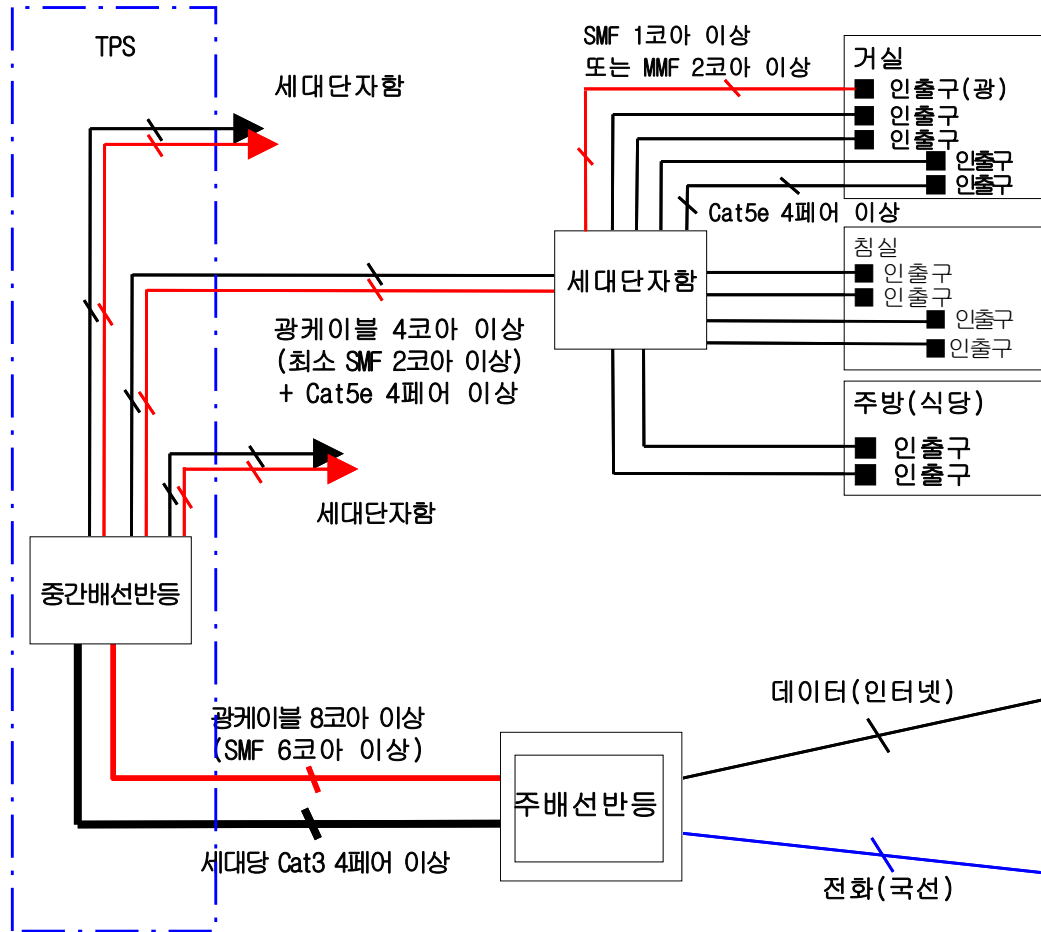 TPS
세대단자함
SMF 1코아 이상
또는 MMF 2코아 이상
거실
인출구(광)
인출구
인출구
인출구
인출구
Cat5e 4페어 이상
세대단자함
침실
인출구
인출구
인출구
인출구
광케이블 4코아 이상
(최소 SMF 2코아 이상)
+ Cat5e 4페어 이상
주방(식당)
인출구
인출구
세대단자함
중간배선반등
데이터(인터넷)
광케이블 8코아 이상
(SMF 6코아 이상)
주배선반등
세대당 Cat3 4페어 이상
전화(국선)